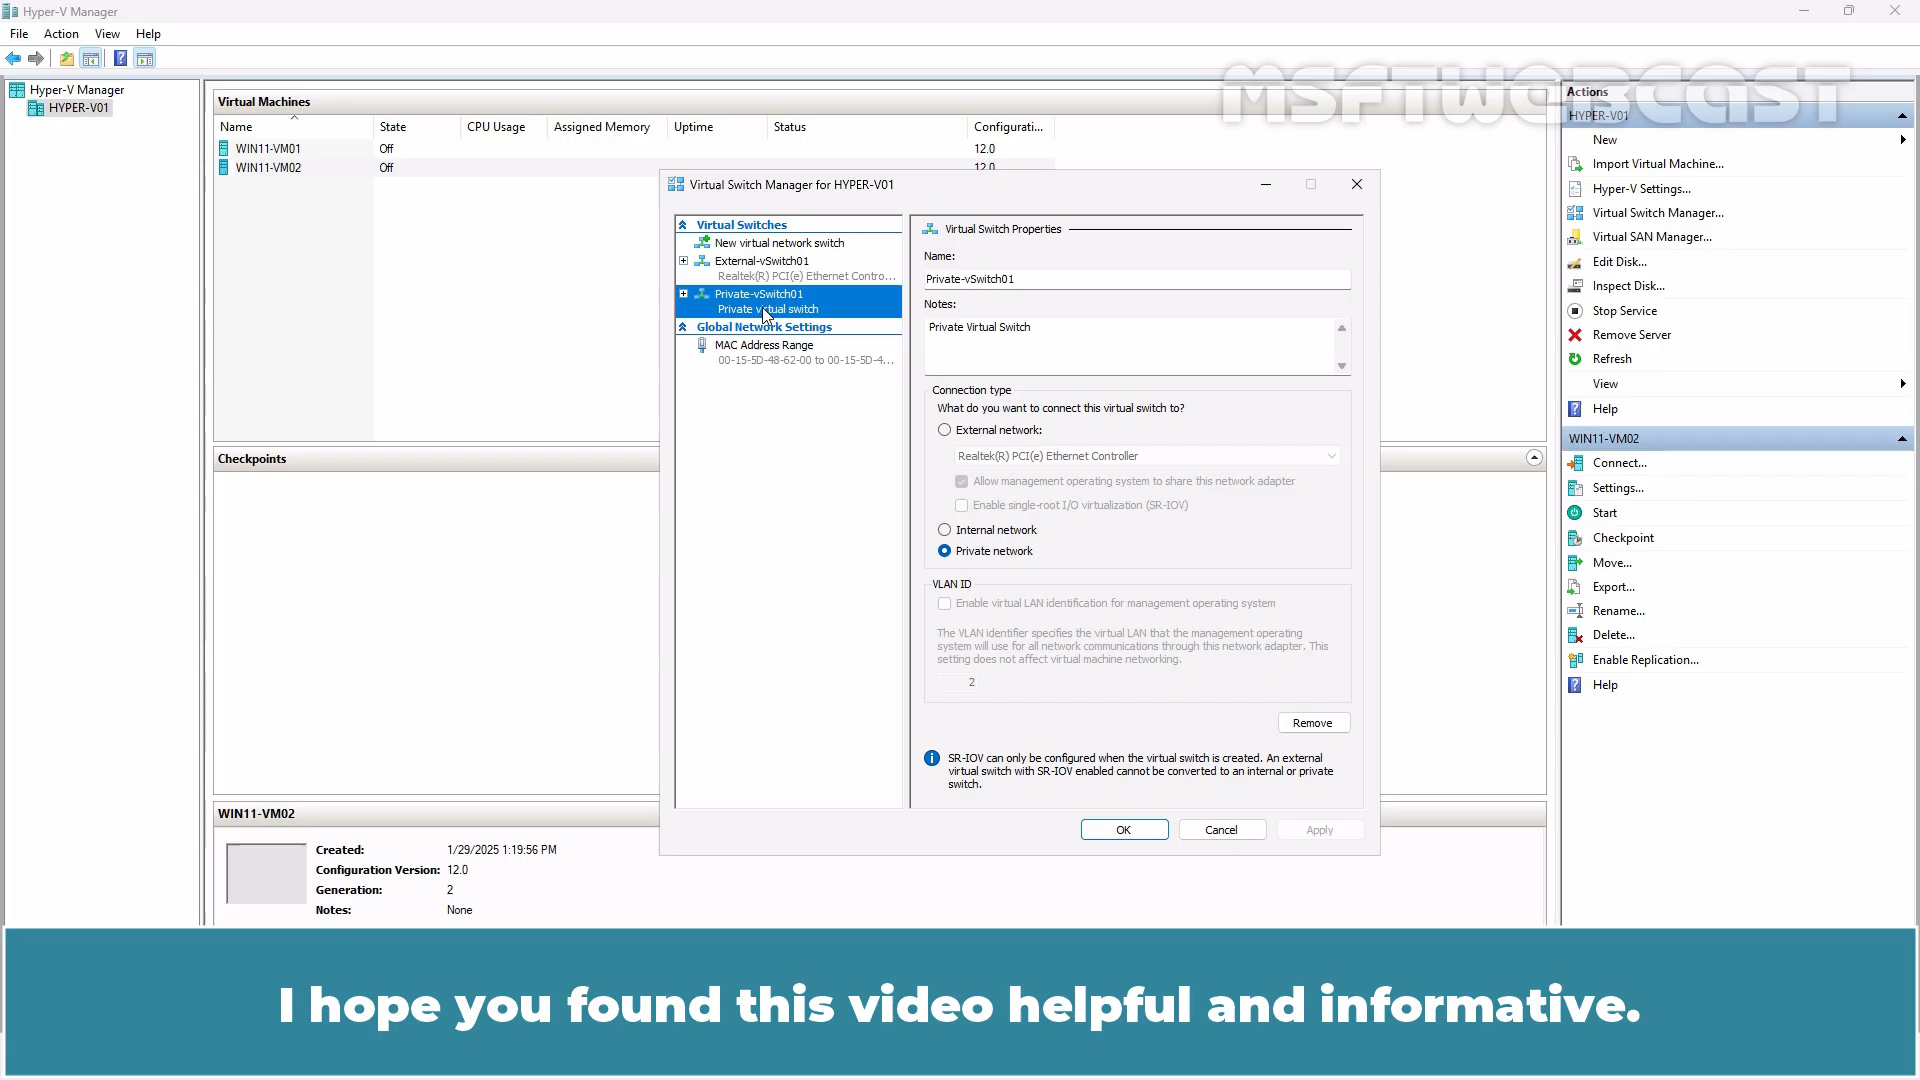 Hyper-V Manager
File Action View Help
Hyper-V Manager
HYPER-V01
Virtual Machines
Name State CPU Usage Assigned Memory Uptime Status Configurati...
WIN11-VM01 Off 12.0
WIN11-VM02 Off 12.0
Checkpoints
WIN11-VM02
Created: 1/29/2025 1:19:56 PM
Configuration Version: 12.0
Generation: 2
Notes: None
Virtual Switch Manager for HYPER-V01
Virtual Switches
New virtual network switch
External-vSwitch01
Realtek(R) PCI(e) Ethernet Contro...
Private-vSwitch01
Private virtual switch
Global Network Settings
MAC Address Range
00-15-5D-48-62-00 to 00-15-5D-4...
Virtual Switch Properties
Name:
Private-vSwitch01
Notes:
Private Virtual Switch
Connection type
What do you want to connect this virtual switch to?
External network:
Realtek(R) PCI(e) Ethernet Controller
Allow management operating system to share this network adapter
Enable single-root I/O virtualization (SR-IOV)
Internal network
Private network
VLAN ID
Enable virtual LAN identification for management operating system
The VLAN identifier specifies the virtual LAN that the management operating
system will use for all network communications through this network adapter. This
setting does not affect virtual machine networking.
2
Remove
SR-IOV can only be configured when the virtual switch is created. An external
virtual switch with SR-IOV enabled cannot be converted to an internal or private
switch.
OK Cancel Apply
MSFTWEBCAST
Actions
HYPER-V01
New
Import Virtual Machine...
Hyper-V Settings...
Virtual Switch Manager...
Virtual SAN Manager...
Edit Disk...
Inspect Disk...
Stop Service
Remove Server
Refresh
View
Help
WIN11-VM02
Connect...
Settings...
Start
Checkpoint
Move...
Export...
Rename...
Delete...
Enable Replication...
Help
I hope you found this video helpful and informative.